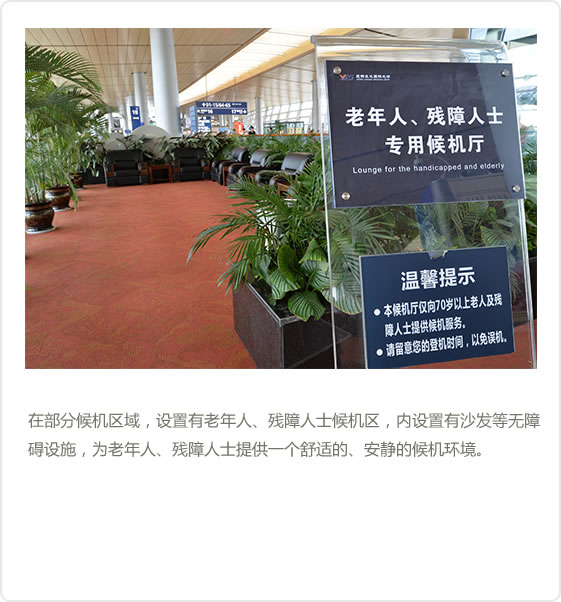 老年人、残障人士
专用候机厅
Lounge for the handicapped and elderly
温馨提示
● 本候机厅仅向70岁以上老人及残
障人士提供候机服务。
● 请留意您的登机时间，以免误机。
在部分候机区域，设置有老年人、残障人士候机区，内设置有沙发等无障
碍设施，为老年人、残障人士提供一个舒适的、安静的候机环境。